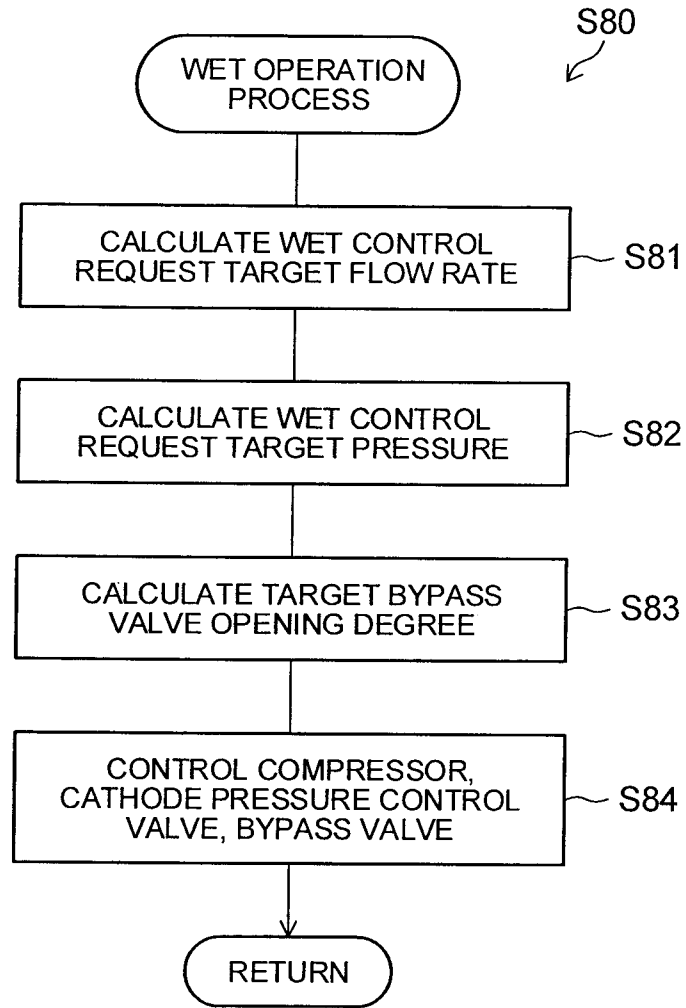 S80
WET OPERATION
PROCESS
CALCULATE WET CONTROL
REQUEST TARGET FLOW RATE
S81
CALCULATE WET CONTROL
REQUEST TARGET PRESSURE
S82
CALCULATE TARGET BYPASS
VALVE OPENING DEGREE
S83
CONTROL COMPRESSOR,
CATHODE PRESSURE CONTROL
VALVE, BYPASS VALVE
S84
RETURN